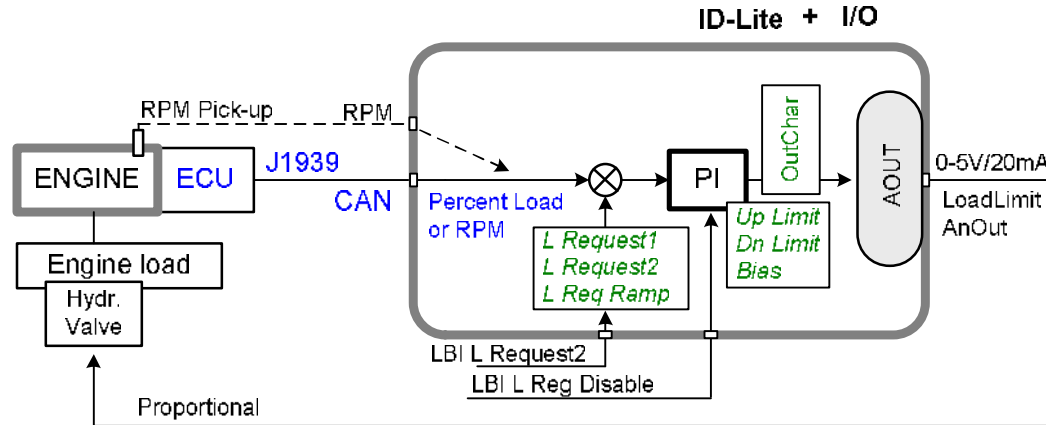 ID-Lite + I/O
RPM Pick-up
RPM
ENGINE
ECU
J1939
CAN
Percent Load
or RPM
PI
OutChar
AOUT
0-5V/20mA
LoadLimit
AnOut
L Request1
L Request2
L Req Ramp
Up Limit
Dn Limit
Bias
Engine load
Hydr.
Valve
LBI L Request2
LBI L Reg Disable
Proportional